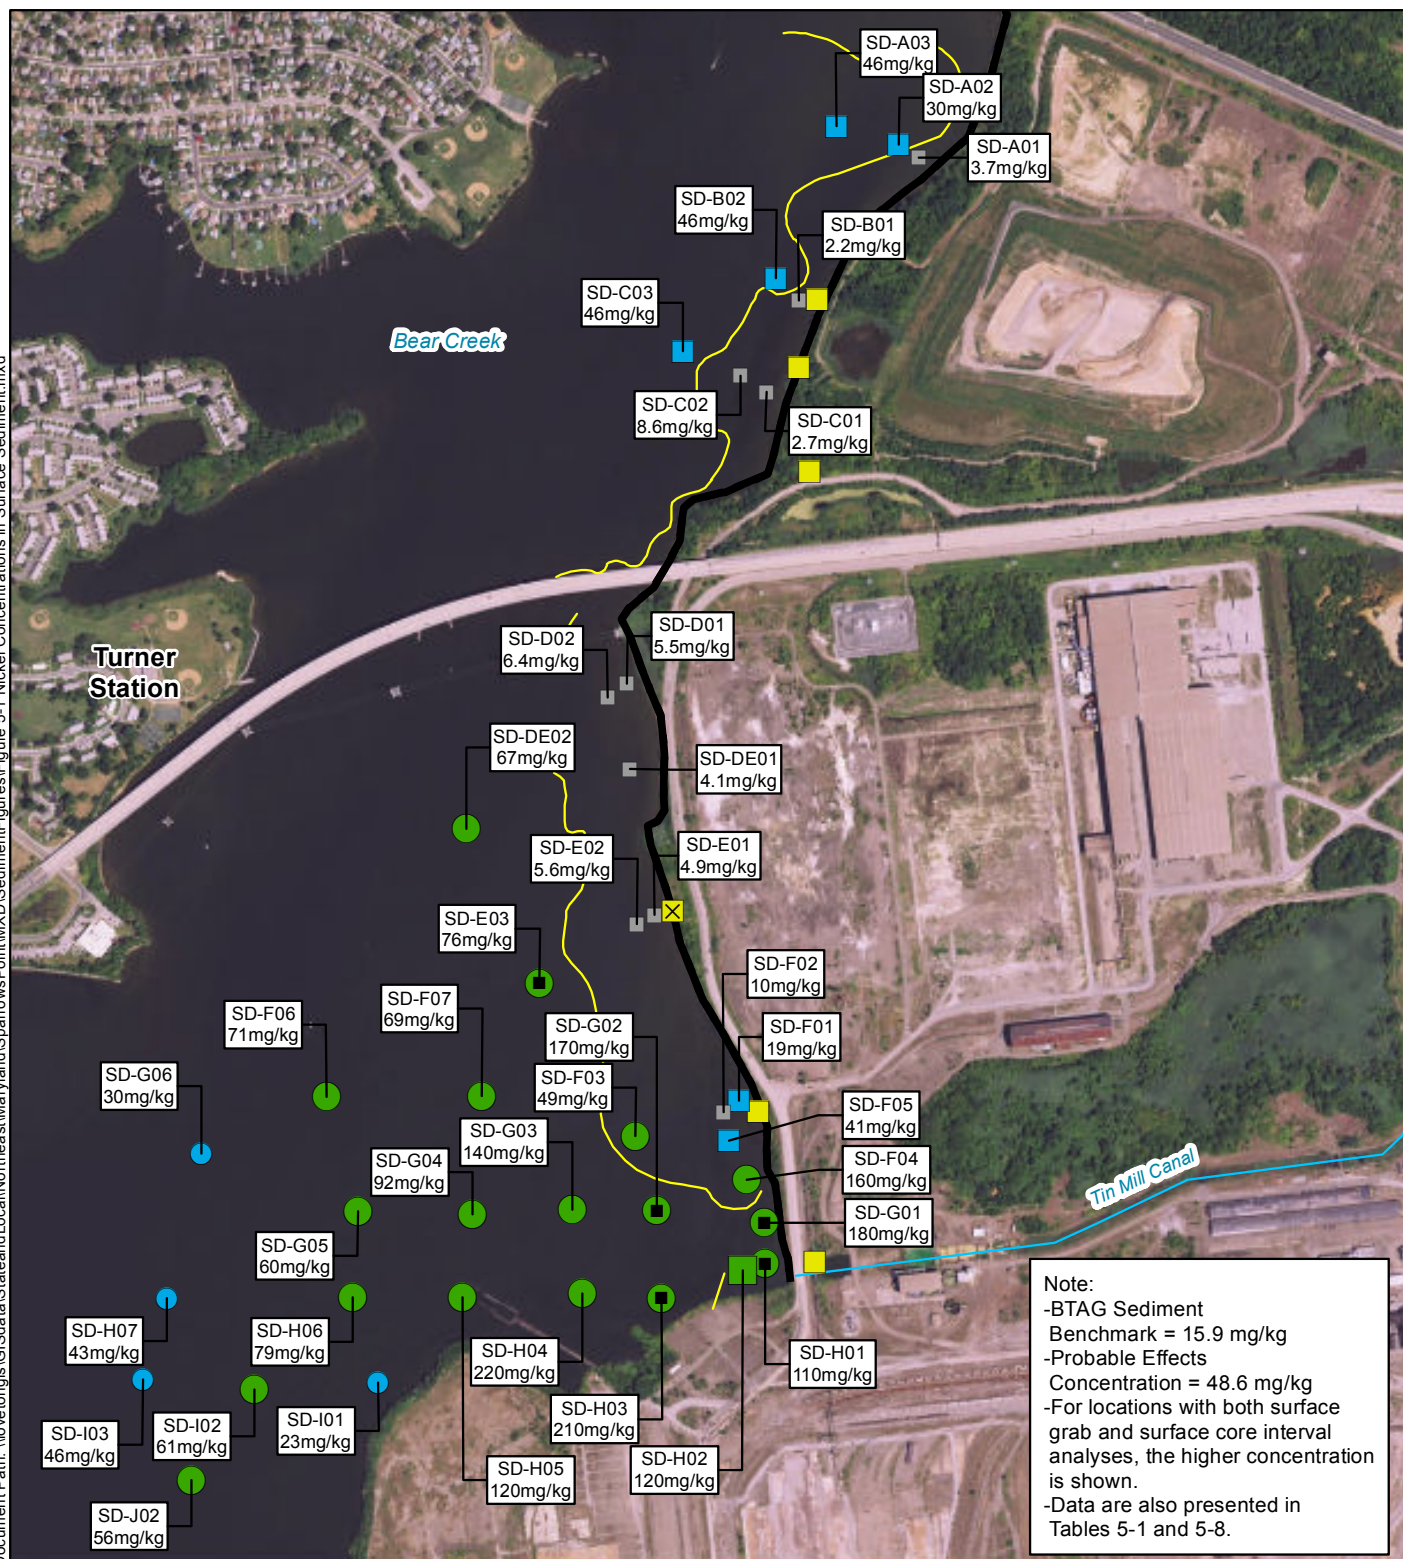 SD-A03
46mg/kg
SD-A02
30mg/kg
SD-A01
3.7mg/kg
SD-B02
46mg/kg
SD-B01
2.2mg/kg
SD-C03
46mg/kg
Bear Creek
SD-C02
8.6mg/kg
SD-C01
2.7mg/kg
SD-D02
6.4mg/kg
SD-D01
5.5mg/kg
Turner
Station
SD-DE02
67mg/kg
SD-DE01
4.1mg/kg
SD-E02
5.6mg/kg
SD-E01
4.9mg/kg
SD-E03
76mg/kg
SD-F02
10mg/kg
SD-F07
69mg/kg
SD-F06
71mg/kg
SD-G02
170mg/kg
SD-F01
19mg/kg
SD-G06
30mg/kg
SD-F03
49mg/kg
SD-F05
41mg/kg
SD-G03
140mg/kg
SD-G04
92mg/kg
SD-F04
160mg/kg
Tin Mill Canal
SD-G01
180mg/kg
SD-G05
60mg/kg
SD-H07
43mg/kg
SD-H06
79mg/kg
SD-H04
220mg/kg
SD-H01
110mg/kg
SD-I03
46mg/kg
SD-I02
61mg/kg
SD-I01
23mg/kg
SD-H03
210mg/kg
SD-H05
120mg/kg
SD-H02
120mg/kg
SD-J02
56mg/kg
Note:
-BTAG Sediment
Benchmark = 15.9 mg/kg
-Probable Effects
Concentration = 48.6 mg/kg
-For locations with both surface
grab and surface core interval
analyses, the higher concentration
is shown.
-Data are also presented in
Tables 5-1 and 5-8.